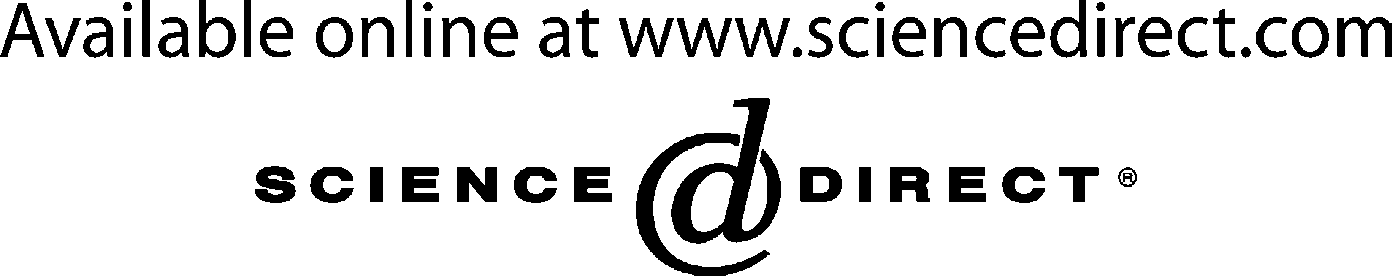 Available online at www.sciencedirect.com
SCIENCE @ DIRECT®